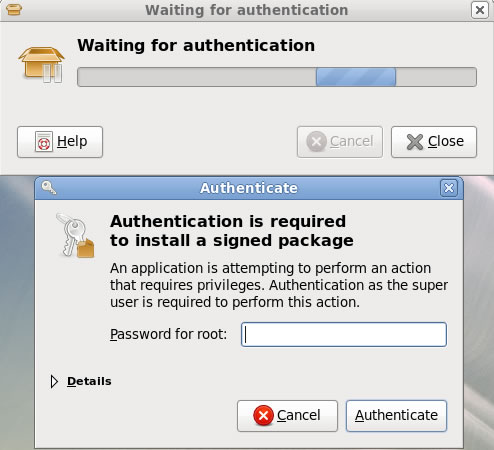 Waiting for authentication
Waiting for authentication
Help
Cancel
Close
Authenticate
Authentication is required
to install a signed package
An application is attempting to perform an action
that requires privileges. Authentication as the super
user is required to perform this action.
Password for root:
Details
Cancel
Authenticate